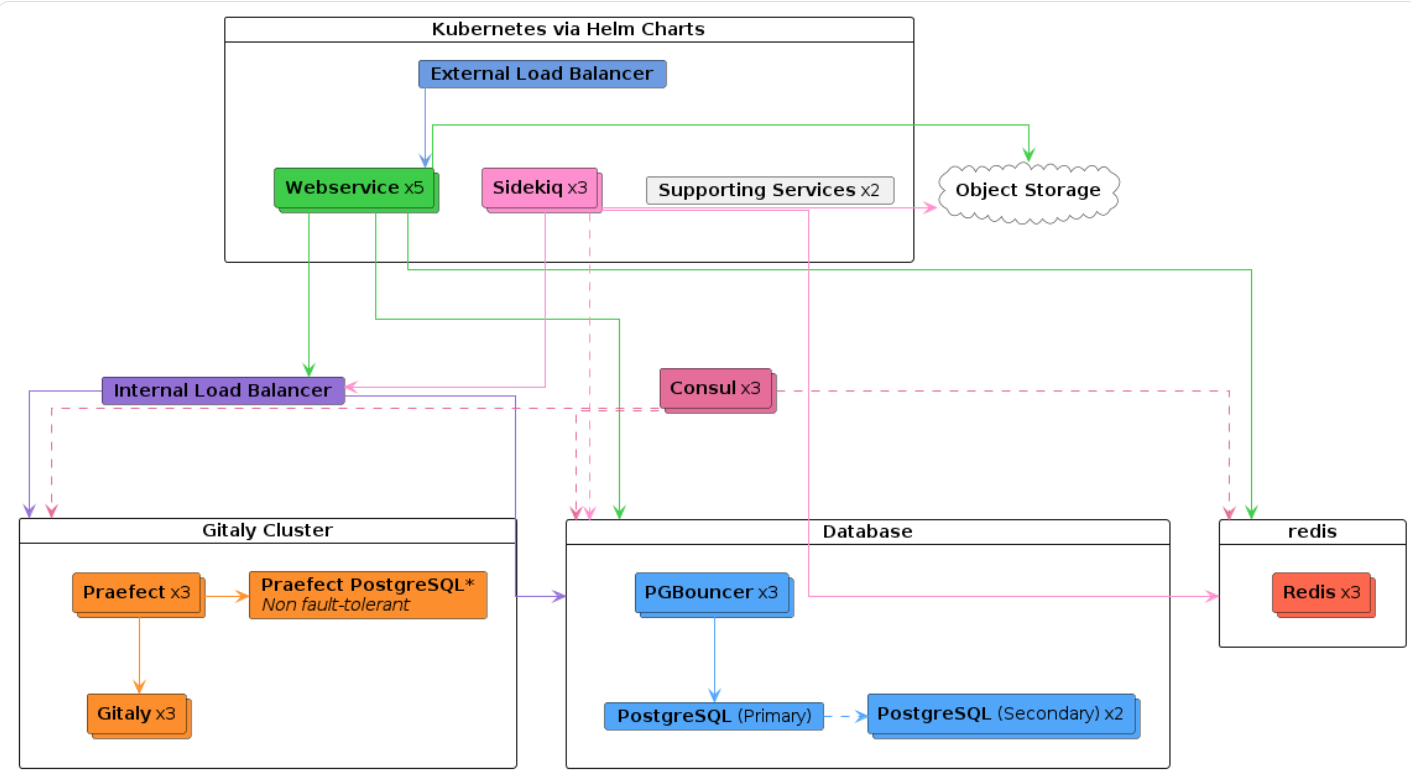 Kubernetes via Helm Charts
External Load Balancer
Webservice x5
Sidekiq x3
Supporting Services x2
Object Storage
Internal Load Balancer
Consul x3
Gitaly Cluster
Database
redis
Praefect x3
Praefect PostgreSQL*
Non fault-tolerant
PGBouncer x3
Redis x3
Gitaly x3
PostgreSQL (Primary)
PostgreSQL (Secondary) x2